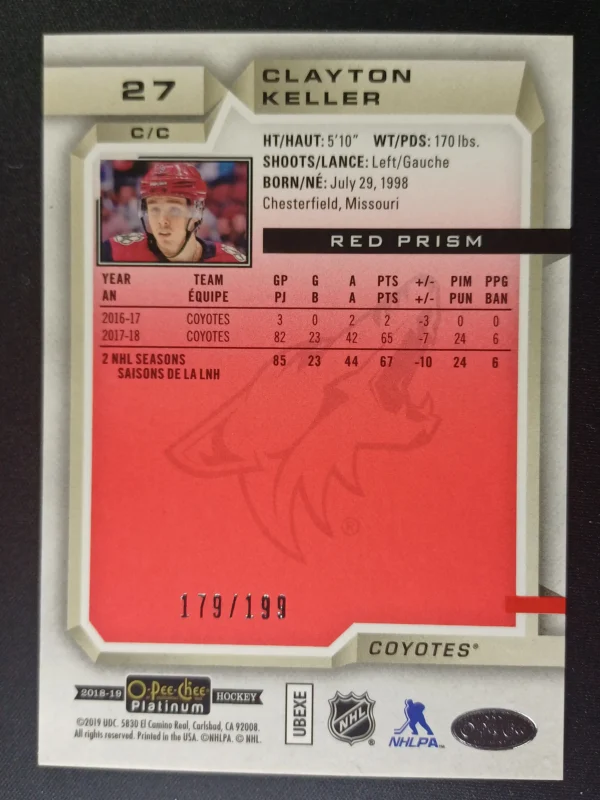 27
CLAYTON
KELLER
C/C
HT/HAUT: 5'10" WT/PDS: 170 lbs.
SHOOTS/LANCE: Left/Gauche
BORN/NÉ: July 29, 1998
Chesterfield, Missouri
RED PRISM
YEAR TEAM GP G A PTS +/- PIM PPG
AN ÉQUIPE PJ B A PTS +/- PUN BAN
2016-17 COYOTES 3 0 2 2 -3 0 0
2017-18 COYOTES 82 23 42 65 -7 24 6
2 NHL SEASONS 85 23 44 67 -10 24 6
SAISONS DE LA LNH
®
179/199
COYOTES®
2018-19 O-Pee-Chee Platinum HOCKEY
©2019 UDC. 5830 El Camino Real, Carlsbad, CA 92008.
All rights reserved. Printed in the USA. ©NHLPA. © NHL.
UBEXE
NHL ®
NHLPA™